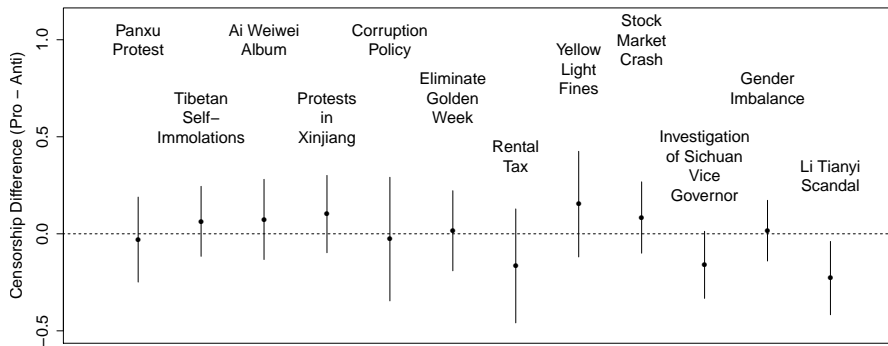 Censorship Difference (Pro − Anti)
1.0
0.5
0.0
−0.5
Panxu
Protest
Tibetan
Self−
Immolations
Ai Weiwei
Album
Protests
in
Xinjiang
Corruption
Policy
Eliminate
Golden
Week
Rental
Tax
Yellow
Light
Fines
Stock
Market
Crash
Investigation
of Sichuan
Vice
Governor
Gender
Imbalance
Li Tianyi
Scandal